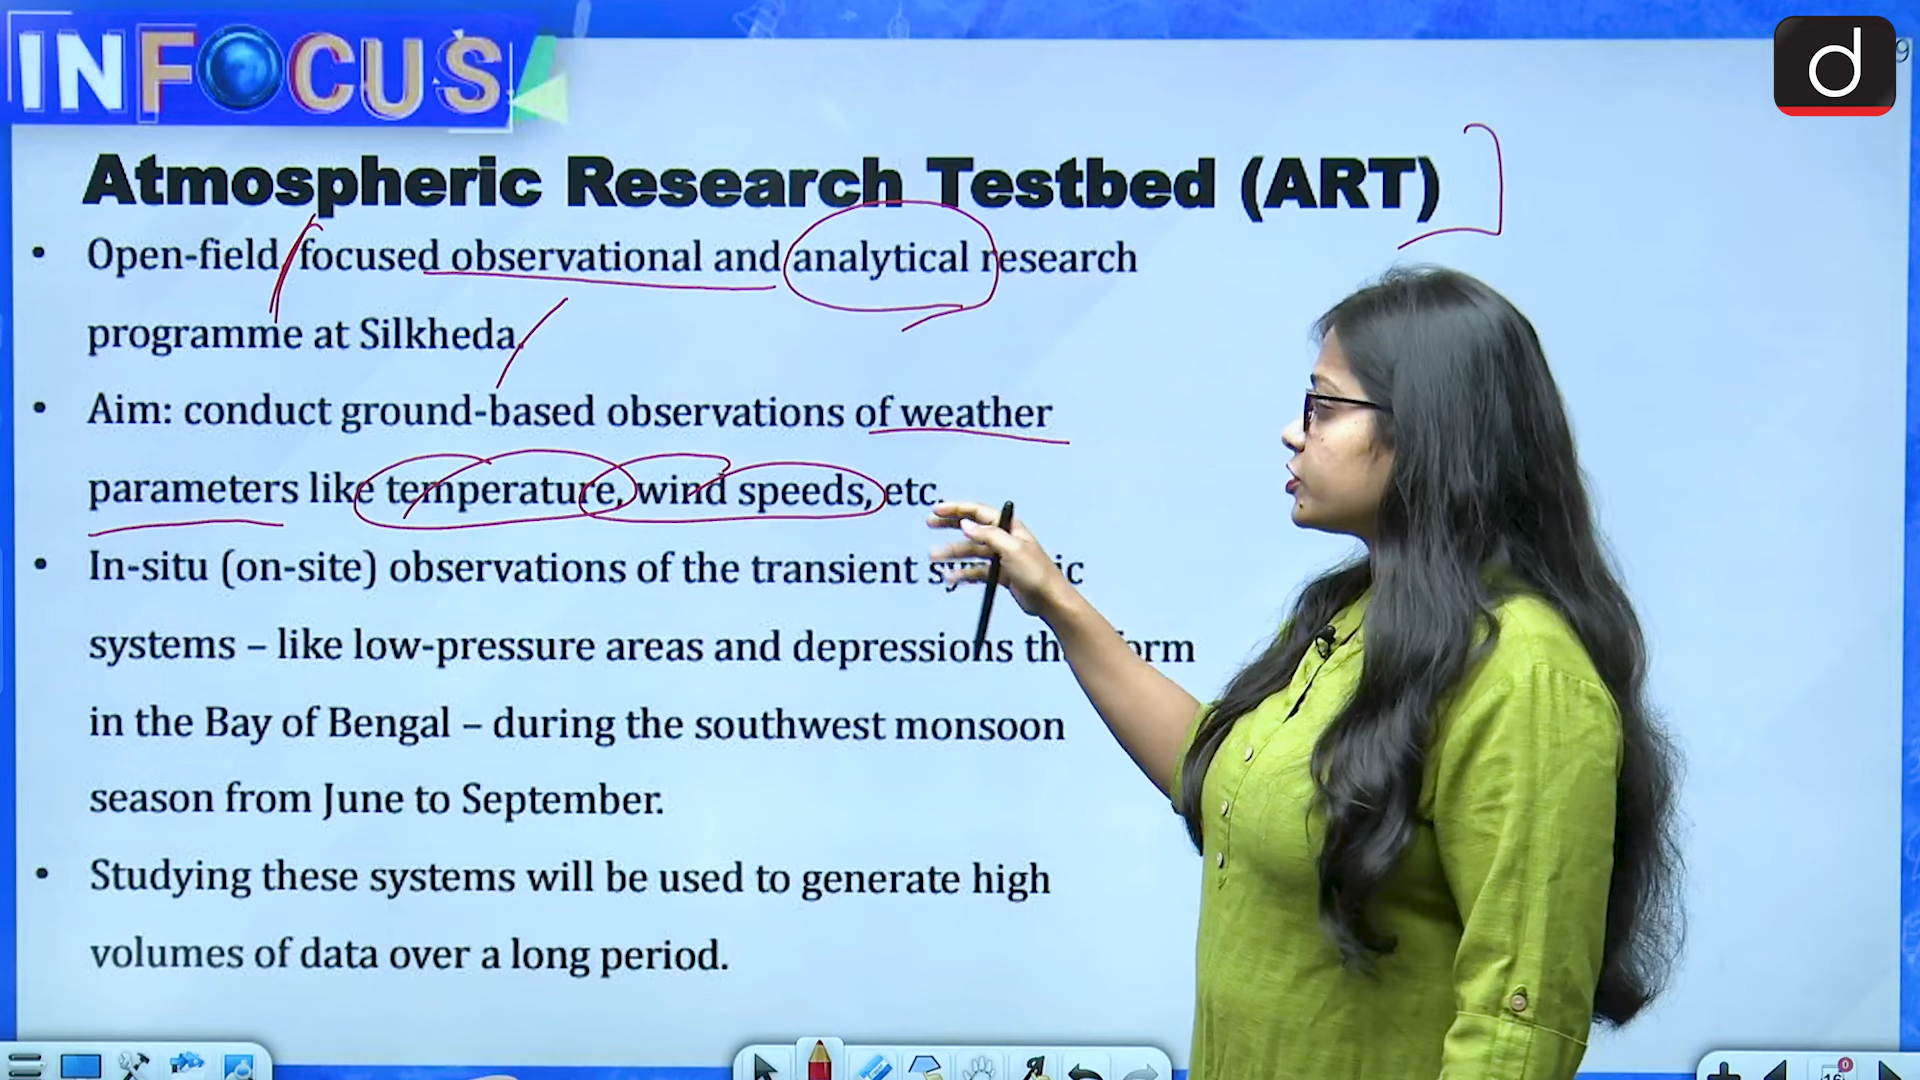 INFOCUS
d
9
Atmospheric Research Testbed (ART)
• Open-field, focused observational and analytical research
programme at Silkheda.
• Aim: conduct ground-based observations of weather
parameters like temperature, wind speeds, etc.
• In-situ (on-site) observations of the transient
systems – like low-pressure areas and depressions
in the Bay of Bengal – during the southwest monsoon
season from June to September.
• Studying these systems will be used to generate high
volumes of data over a long period.
0